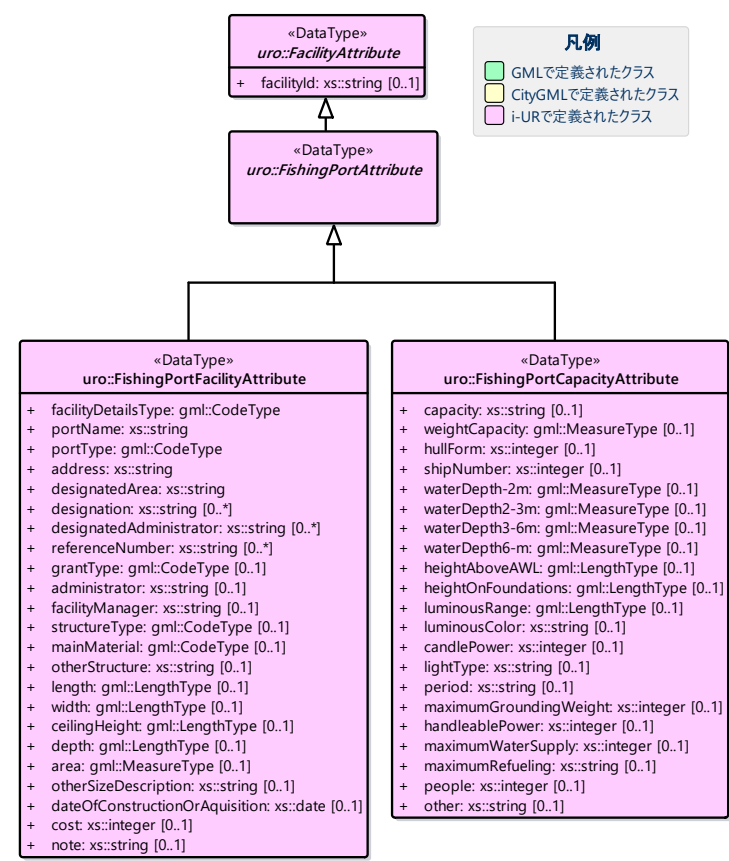 «DataType»
uro::FacilityAttribute
+ facilityId: xs::string [0..1]
凡例
GMLで定義されたクラス
CityGMLで定義されたクラス
i-URで定義されたクラス
«DataType»
uro::FishingPortAttribute
«DataType»
uro::FishingPortFacilityAttribute
+ facilityDetailsType: gml::CodeType
+ portName: xs::string
+ portType: gml::CodeType
+ address: xs::string
+ designatedArea: xs::string
+ designation: xs::string [0..*]
+ designatedAdministrator: xs::string [0..*]
+ referenceNumber: xs::string [0..*]
+ grantType: gml::CodeType [0..1]
+ administrator: xs::string [0..1]
+ facilityManager: xs::string [0..1]
+ structureType: gml::CodeType [0..1]
+ mainMaterial: gml::CodeType [0..1]
+ otherStructure: xs::string [0..1]
+ length: gml::LengthType [0..1]
+ width: gml::LengthType [0..1]
+ ceilingHeight: gml::LengthType [0..1]
+ depth: gml::LengthType [0..1]
+ area: gml::MeasureType [0..1]
+ otherSizeDescription: xs::string [0..1]
+ dateOfConstructionOrAquisition: xs::date [0..1]
+ cost: xs::integer [0..1]
+ note: xs::string [0..1]
«DataType»
uro::FishingPortCapacityAttribute
+ capacity: xs::string [0..1]
+ weightCapacity: gml::MeasureType [0..1]
+ hullForm: xs::integer [0..1]
+ shipNumber: xs::integer [0..1]
+ waterDepth-2m: gml::MeasureType [0..1]
+ waterDepth2-3m: gml::MeasureType [0..1]
+ waterDepth3-6m: gml::MeasureType [0..1]
+ waterDepth6-m: gml::MeasureType [0..1]
+ heightAboveAWL: gml::LengthType [0..1]
+ heightOnFoundations: gml::LengthType [0..1]
+ luminousRange: gml::LengthType [0..1]
+ luminousColor: xs::string [0..1]
+ candlePower: xs::integer [0..1]
+ lightType: xs::string [0..1]
+ period: xs::string [0..1]
+ maximumGroundingWeight: xs::integer [0..1]
+ handleablePower: xs::integer [0..1]
+ maximumWaterSupply: xs::integer [0..1]
+ maximumRefueling: xs::string [0..1]
+ people: xs::integer [0..1]
+ other: xs::string [0..1]